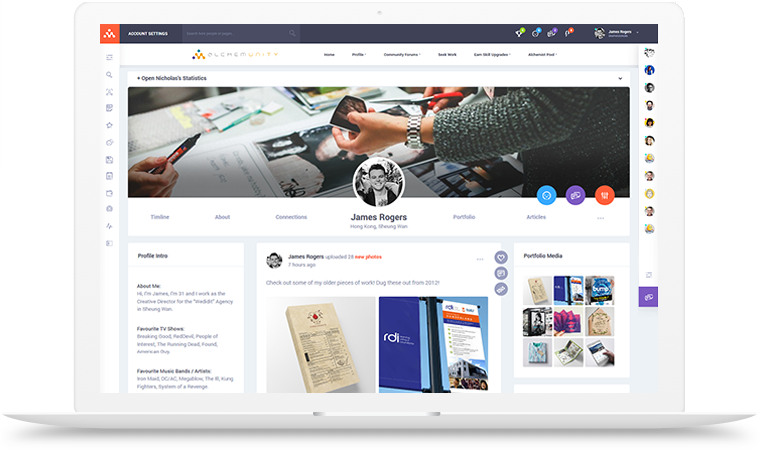 ACCOUNT SETTINGS
Search here people or pages...
James Rogers
ALCHEMUNITY
Home
Profile
Community Forums
Seek Work
Earn Skill Upgrades
Alchemist Pool
+ Open Nicholas's Statistics
Timline
About
Connections
James Rogers
Hong Kong, Sheung Wan
Portfolio
Articles
Profile Intro
About Me:
Hi, I'm James, I'm 31 and I work as the
Creative Director for the "Wedidit" Agency
in Sheung Wan.
Favourite TV Shows:
Breaking Good, RedDevil, People of
Interest, The Running Dead, Found,
American Guy.
Favourite Music Bands / Artists:
Iron Maid, DC/AC, Megablow, The Ill, Kung
Fighters, System of a Revenge
James Rogers uploaded 28 new photos
7 hours ago
Check out some of my older pieces of work! Dug these out from 2012!
rdi
rdi
Portfolio Media
bump